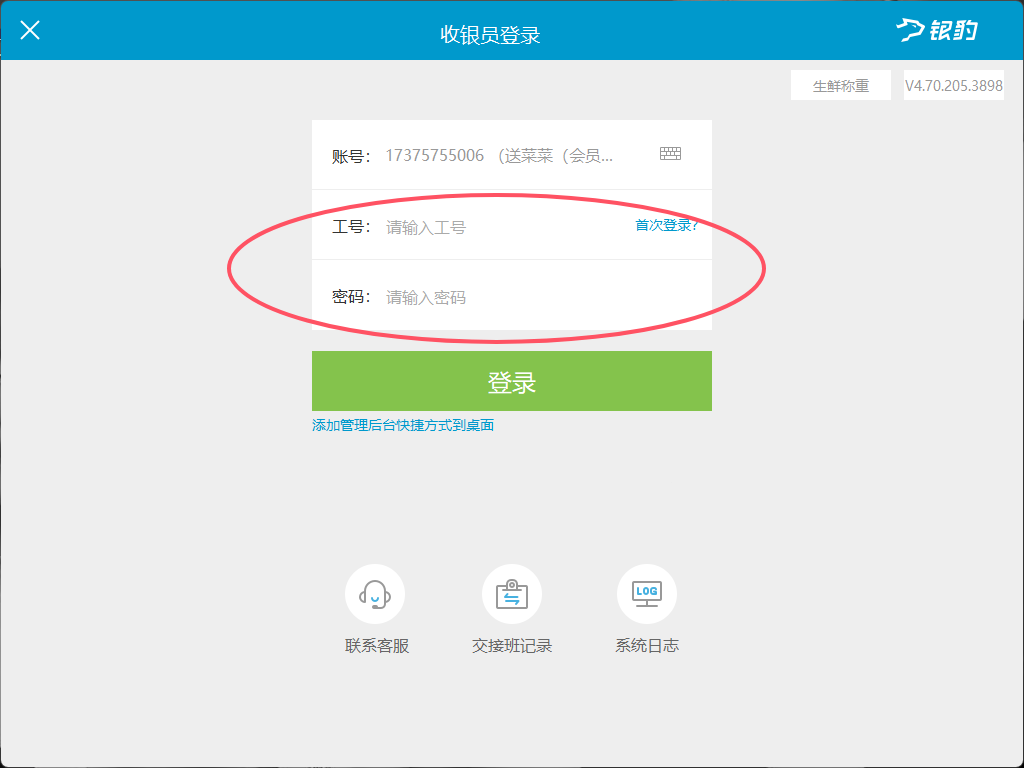 收银员登录
银豹
生鲜称重
V4.70.205.3898
账号： 17375755006 （送菜菜（会员...
工号： 请输入工号 首次登录?
密码： 请输入密码
登录
添加管理后台快捷方式到桌面
LOG
联系客服 交接班记录 系统日志